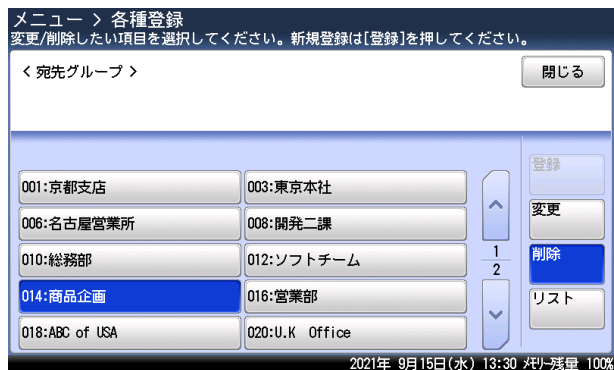 メニュー > 各種登録
変更/削除したい項目を選択してください。新規登録は[登録]を押してください。
<宛先グループ>
閉じる
登録
001:京都支店
003:東京本社
変更
006:名古屋営業所
008:開発二課
010:総務部
012:ソフトチーム
1
2
削除
014:商品企画
016:営業部
リスト
018:ABC of USA
020:U.K Office
2021年 9月15日(水) 13:30 ﾒﾓﾘｰ残量 100%